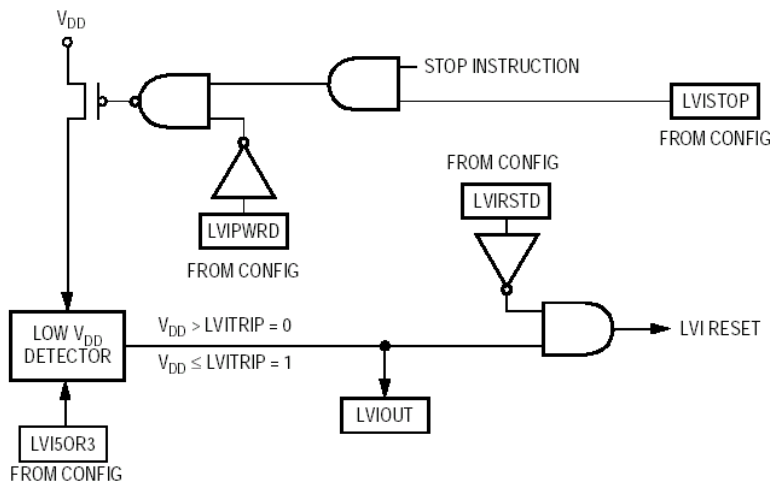 VDD
STOP INSTRUCTION
LVISTOP
FROM CONFIG
FROM CONFIG
LVIRSTD
LVIPWRD
FROM CONFIG
LOW VDD
DETECTOR
VDD > LVITRIP = 0
VDD ≤ LVITRIP = 1
LVI RESET
LVIOUT
LVI5OR3
FROM CONFIG